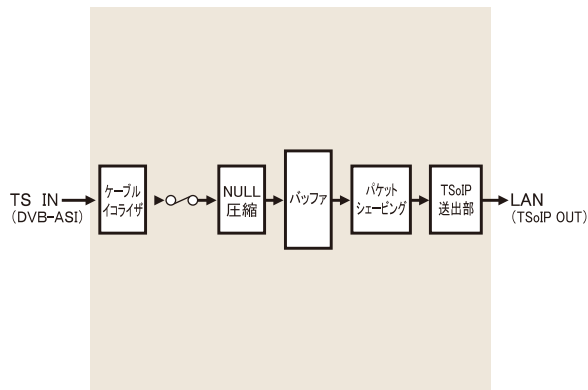 TS IN
(DVB-ASI)
ケーブル
イコライザ
NULL
圧縮
バッファ
パケット
シェーピング
TSoIP
送出部
LAN
(TSoIP OUT)